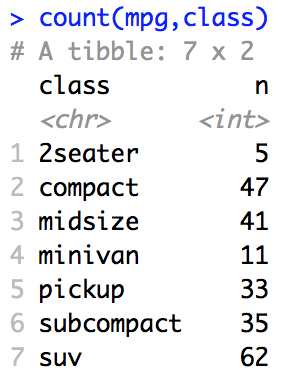 > count(mpg,class)
# A tibble: 7 x 2
  class          n
  <chr>      <int>
1 2seater        5
2 compact       47
3 midsize       41
4 minivan       11
5 pickup        33
6 subcompact    35
7 suv           62